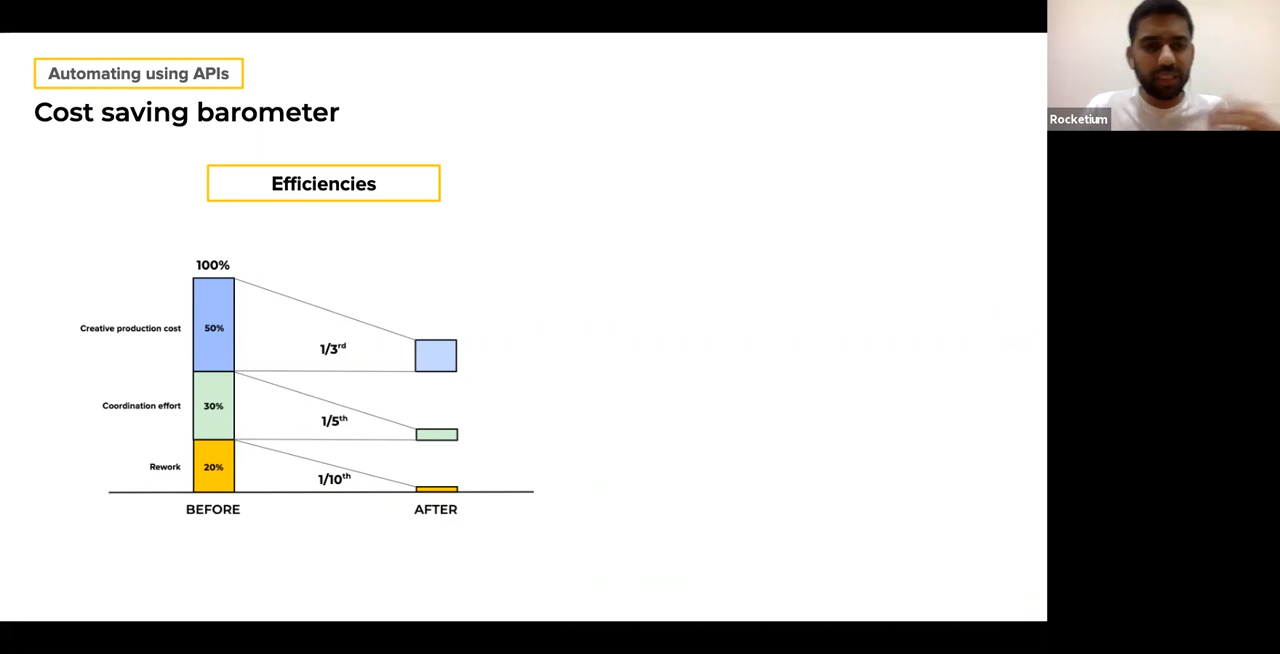 Automating using APIs
Cost saving barometer
Efficiencies
100%
Creative production cost
50%
1/3rd
Coordination effort
30%
1/5th
Rework
20%
1/10th
BEFORE
AFTER
Rocketium